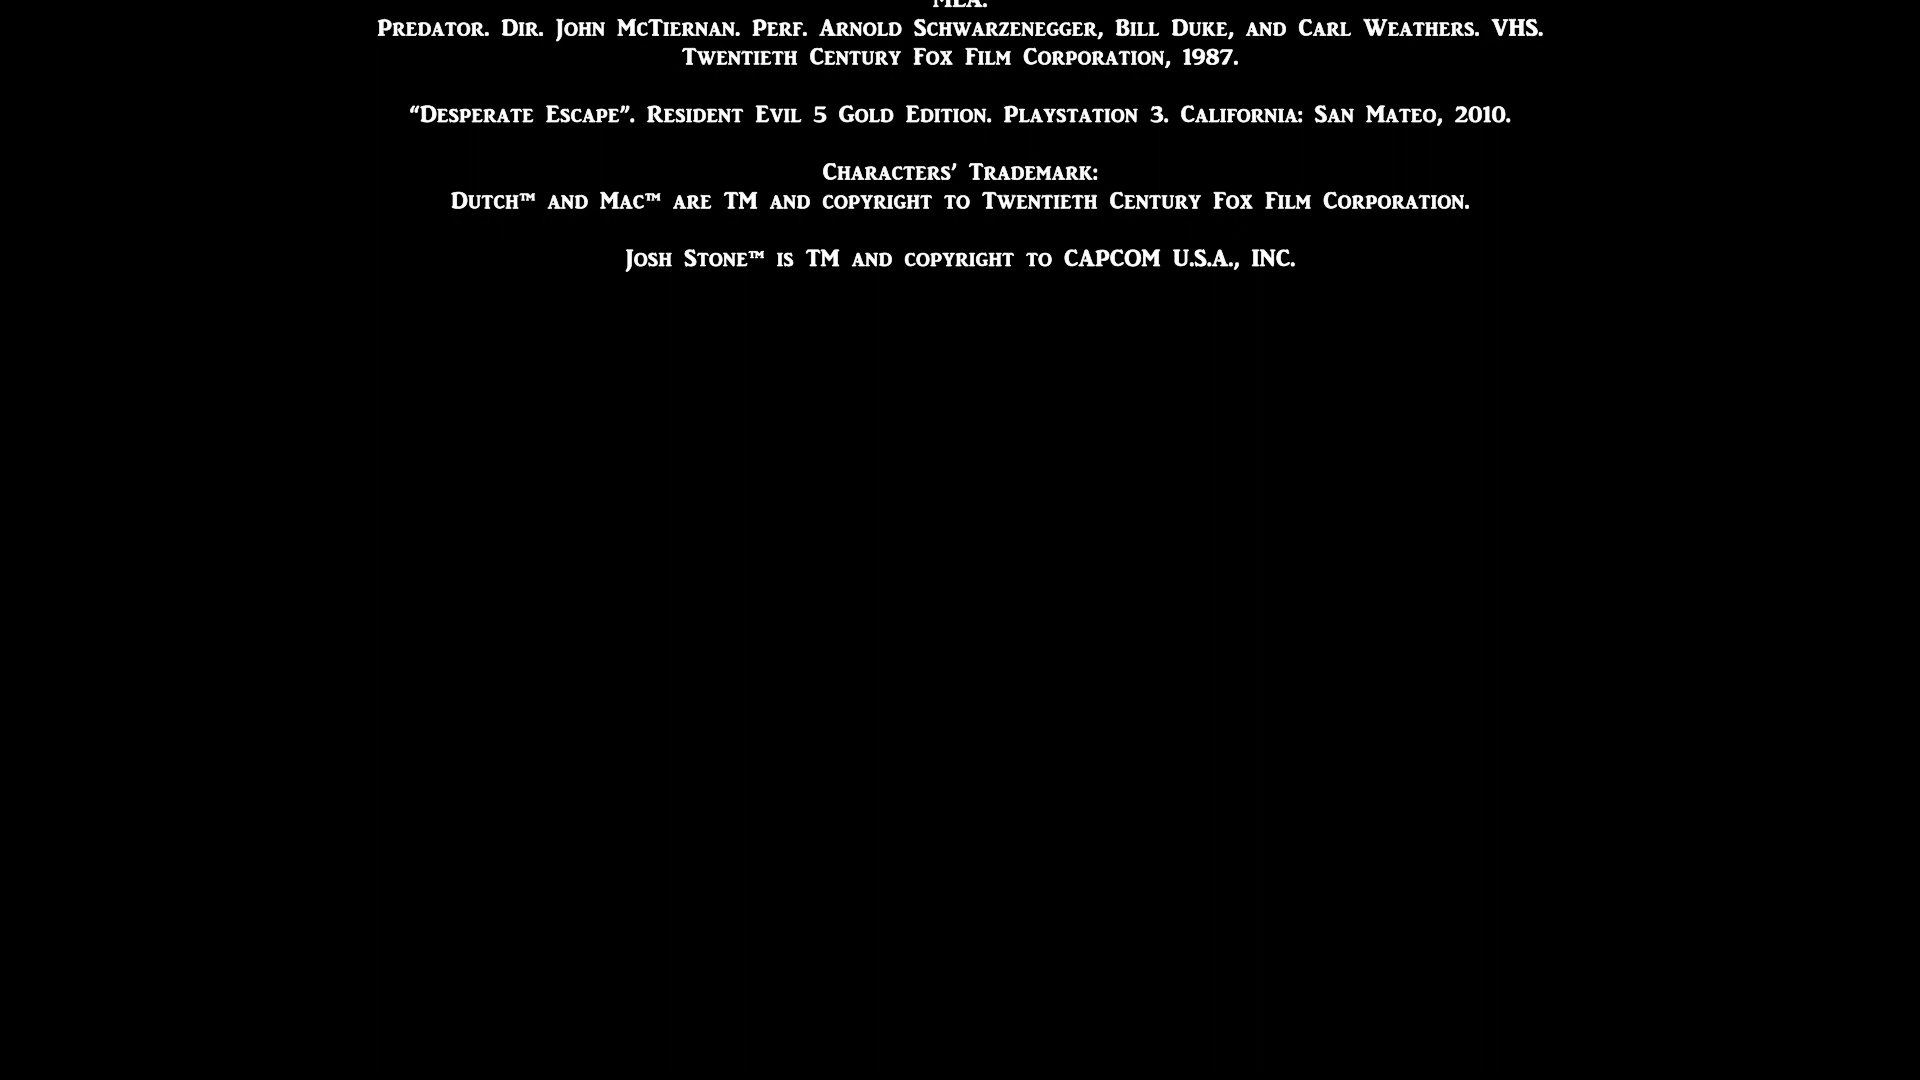 MLA:
Predator. Dir. John McTiernan. Perf. Arnold Schwarzenegger, Bill Duke, and Carl Weathers. VHS.
Twentieth Century Fox Film Corporation, 1987.
“Desperate Escape”. Resident Evil 5 Gold Edition. Playstation 3. California: San Mateo, 2010.
Characters’ Trademark:
Dutch™ and Mac™ are TM and copyright to Twentieth Century Fox Film Corporation.
Josh Stone™ is TM and copyright to CAPCOM U.S.A., INC.